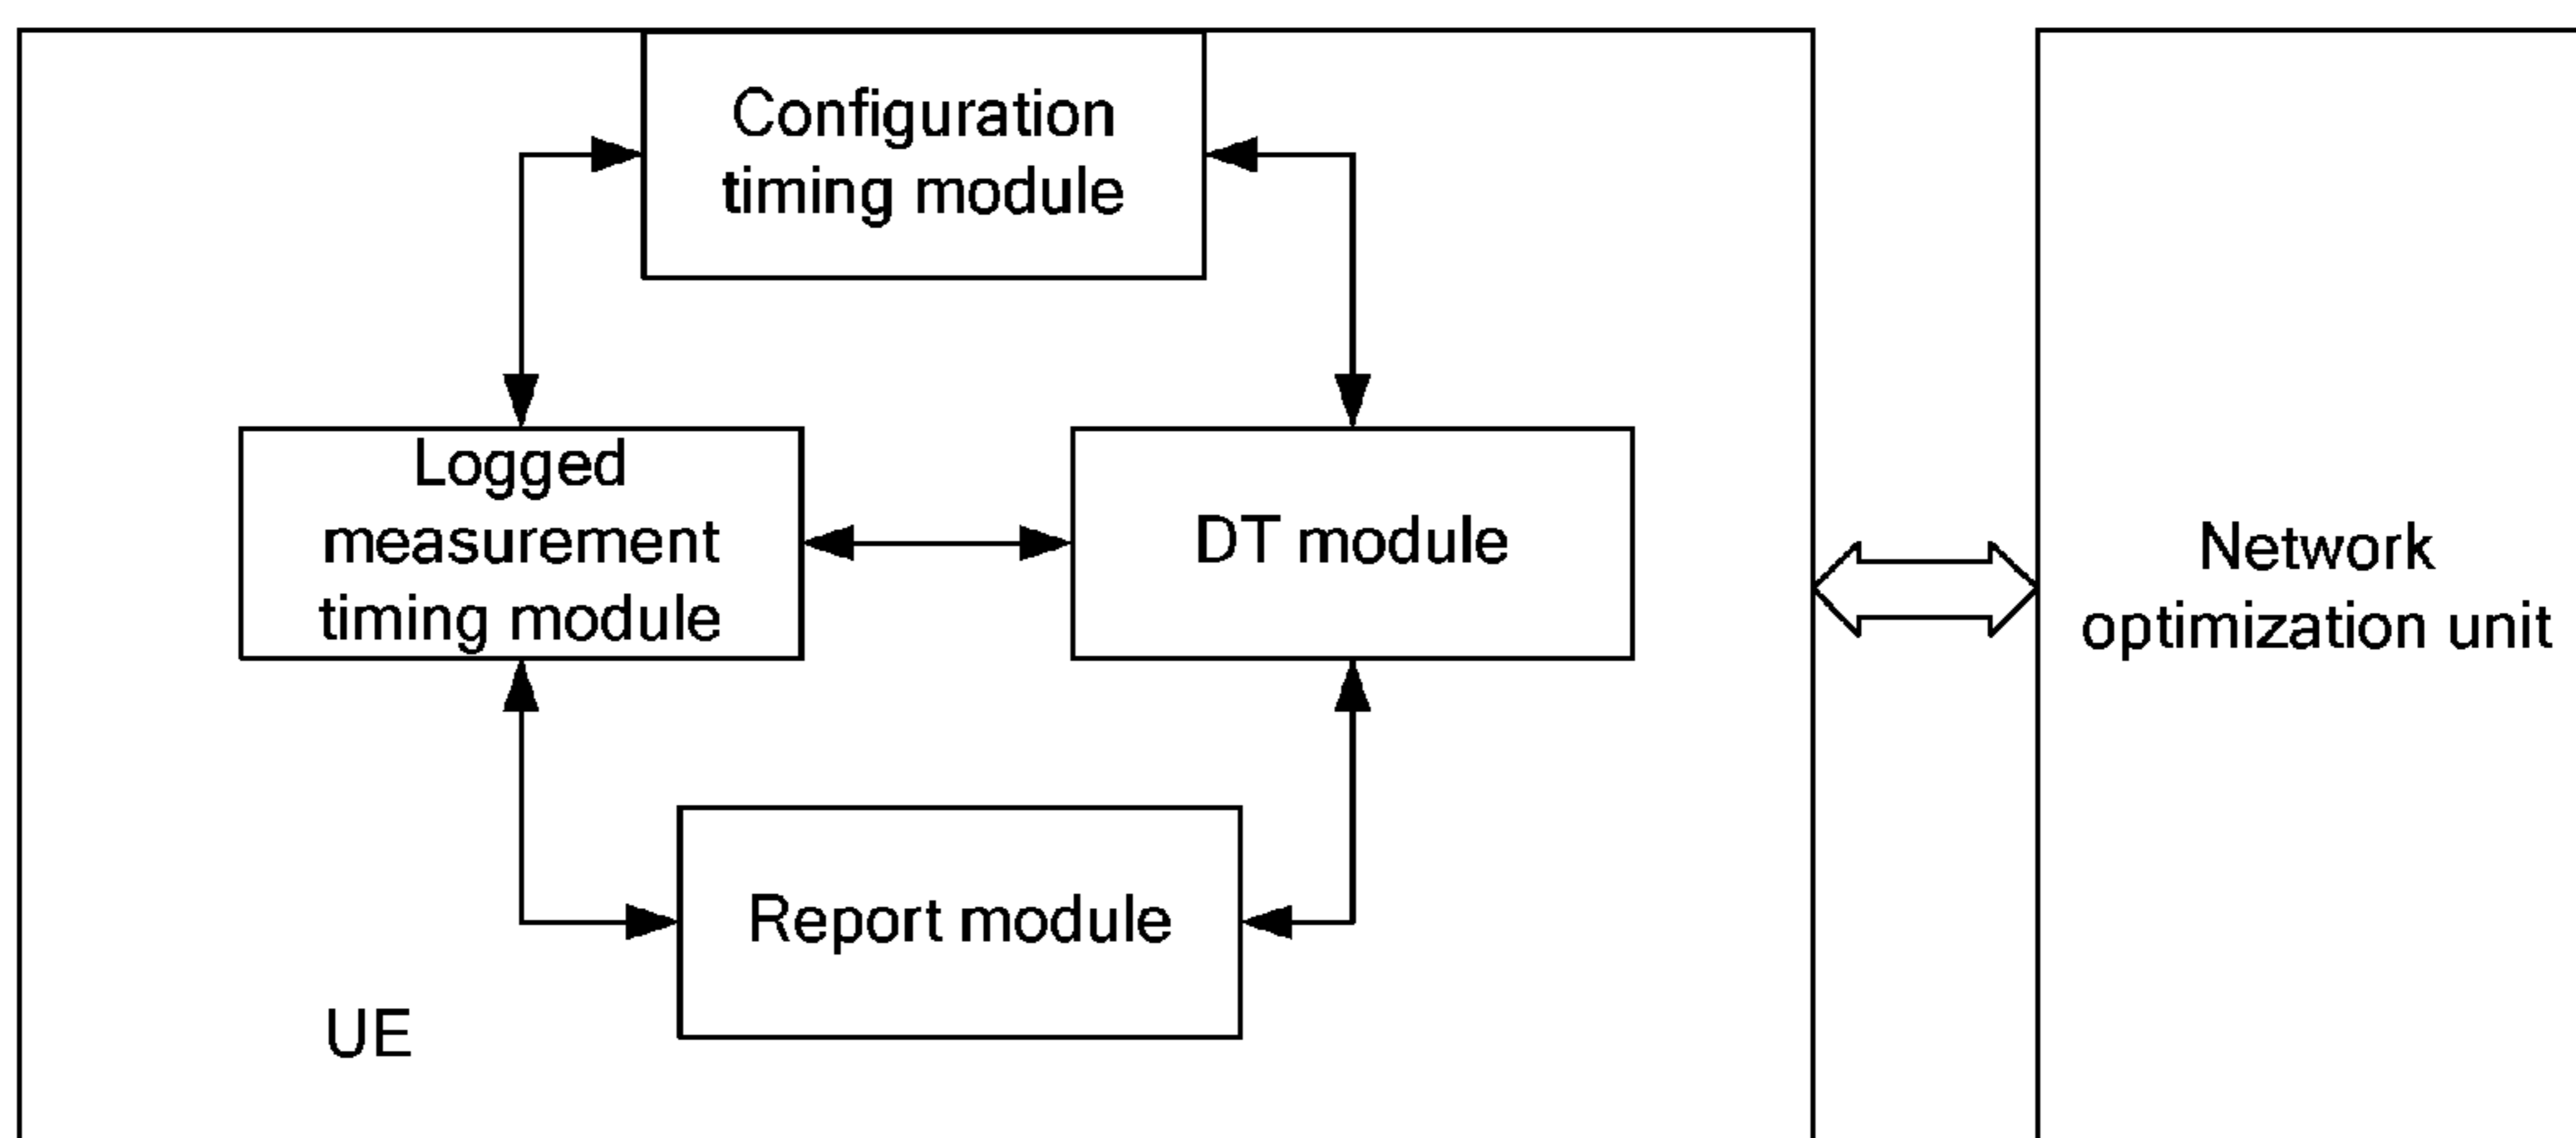 Configuration
timing module
Logged
measurement
timing module
DT module
Network
optimization unit
Report module
UE